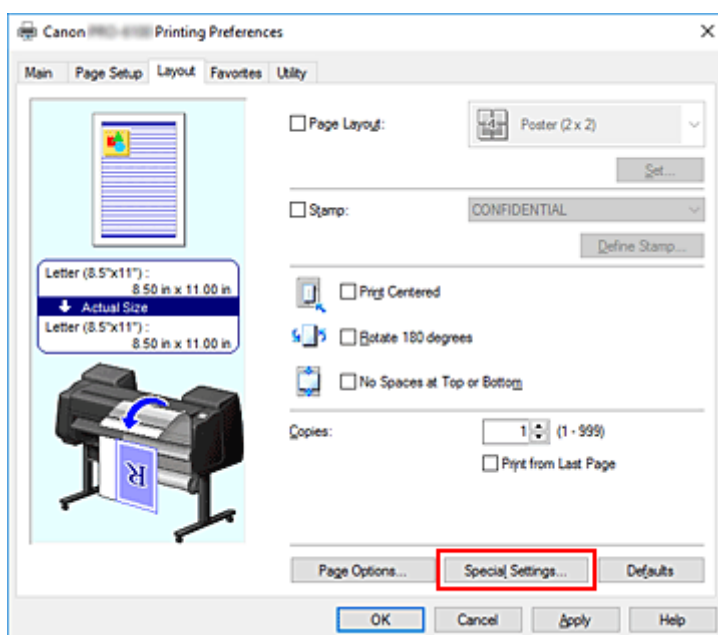 Canon Printing Preferences
Main Page Setup Layout Favorites Utility
Page Layout: 4 Poster (2 x 2)
Set...
Stamp: CONFIDENTIAL
Define Stamp...
Letter (8.5"x11") :
8.50 in x 11.00 in
Actual Size
Letter (8.5"x11") :
8.50 in x 11.00 in
Print Centered
Rotate 180 degrees
No Spaces at Top or Bottom
Copies: 1 (1 - 999)
Print from Last Page
R
Page Options... Special Settings... Defaults
OK Cancel Apply Help